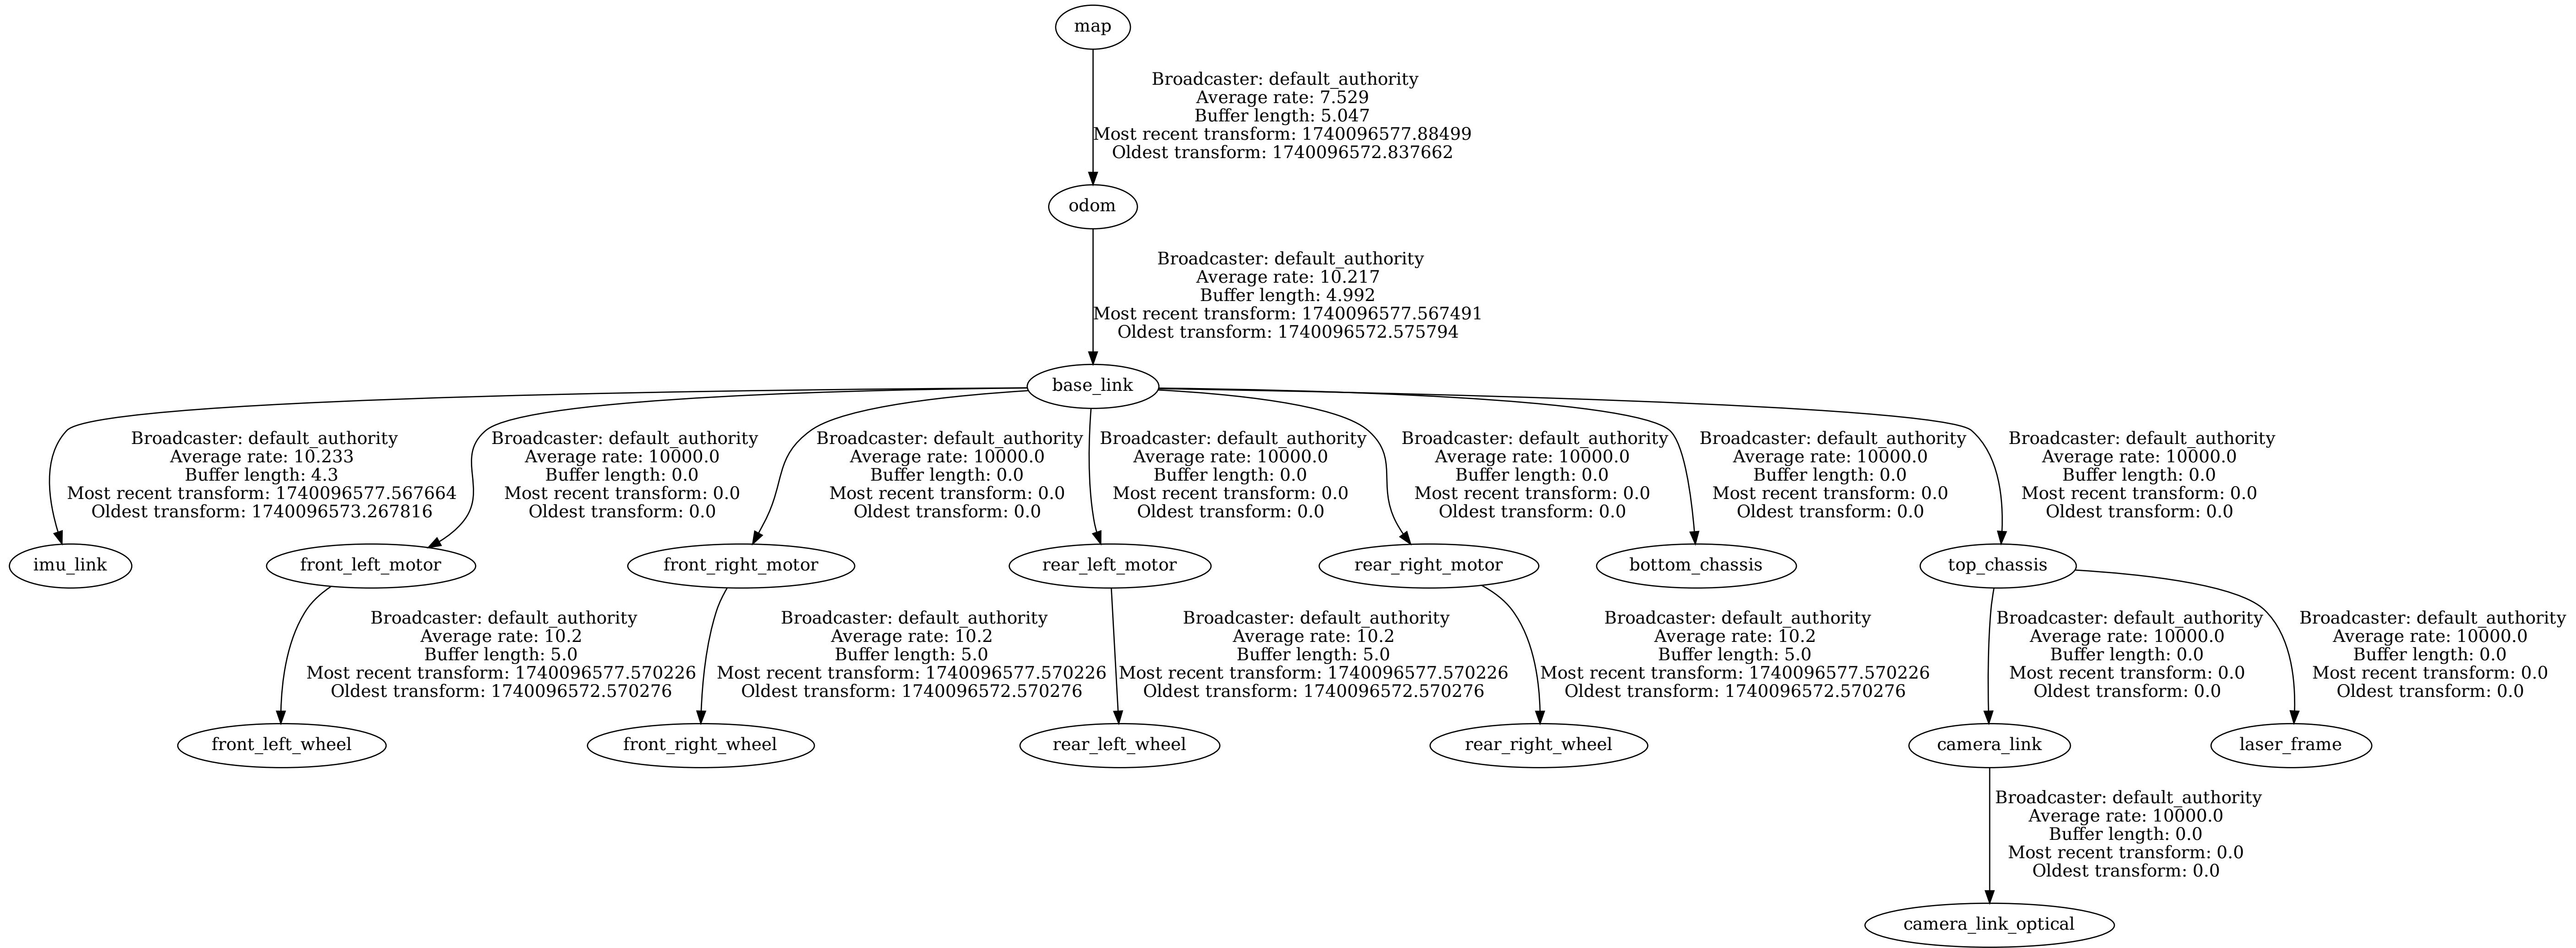 map
Broadcaster: default_authority
Average rate: 7.529
Buffer length: 5.047
Most recent transform: 1740096577.88499
Oldest transform: 1740096572.837662
odom
Broadcaster: default_authority
Average rate: 10.217
Buffer length: 4.992
Most recent transform: 1740096577.567491
Oldest transform: 1740096572.575794
base_link
Broadcaster: default_authority
Average rate: 10.233
Buffer length: 4.3
Most recent transform: 1740096577.567664
Oldest transform: 1740096573.267816
Broadcaster: default_authority
Average rate: 10000.0
Buffer length: 0.0
Most recent transform: 0.0
Oldest transform: 0.0
Broadcaster: default_authority
Average rate: 10000.0
Buffer length: 0.0
Most recent transform: 0.0
Oldest transform: 0.0
Broadcaster: default_authority
Average rate: 10000.0
Buffer length: 0.0
Most recent transform: 0.0
Oldest transform: 0.0
Broadcaster: default_authority
Average rate: 10000.0
Buffer length: 0.0
Most recent transform: 0.0
Oldest transform: 0.0
Broadcaster: default_authority
Average rate: 10000.0
Buffer length: 0.0
Most recent transform: 0.0
Oldest transform: 0.0
Broadcaster: default_authority
Average rate: 10000.0
Buffer length: 0.0
Most recent transform: 0.0
Oldest transform: 0.0
imu_link
front_left_motor
front_right_motor
rear_left_motor
rear_right_motor
bottom_chassis
top_chassis
Broadcaster: default_authority
Average rate: 10.2
Buffer length: 5.0
Most recent transform: 1740096577.570226
Oldest transform: 1740096572.570276
Broadcaster: default_authority
Average rate: 10.2
Buffer length: 5.0
Most recent transform: 1740096577.570226
Oldest transform: 1740096572.570276
Broadcaster: default_authority
Average rate: 10.2
Buffer length: 5.0
Most recent transform: 1740096577.570226
Oldest transform: 1740096572.570276
Broadcaster: default_authority
Average rate: 10.2
Buffer length: 5.0
Most recent transform: 1740096577.570226
Oldest transform: 1740096572.570276
Broadcaster: default_authority
Average rate: 10000.0
Buffer length: 0.0
Most recent transform: 0.0
Oldest transform: 0.0
Broadcaster: default_authority
Average rate: 10000.0
Buffer length: 0.0
Most recent transform: 0.0
Oldest transform: 0.0
front_left_wheel
front_right_wheel
rear_left_wheel
rear_right_wheel
camera_link
laser_frame
Broadcaster: default_authority
Average rate: 10000.0
Buffer length: 0.0
Most recent transform: 0.0
Oldest transform: 0.0
camera_link_optical